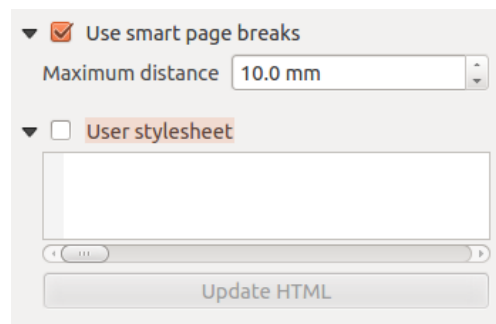 Use smart page breaks
Maximum distance 10.0 mm
User stylesheet
Update HTML